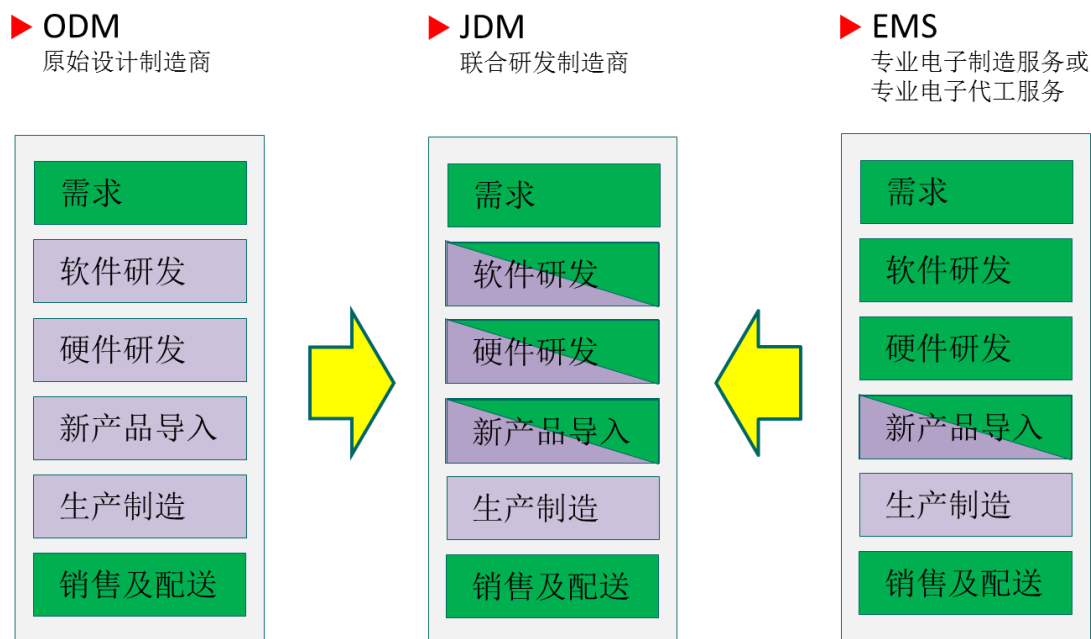 ODM
原始设计制造商
需求
软件研发
硬件研发
新产品导入
生产制造
销售及配送
JDM
联合研发制造商
需求
软件研发
硬件研发
新产品导入
生产制造
销售及配送
EMS
专业电子制造服务或
专业电子代工服务
需求
软件研发
硬件研发
新产品导入
生产制造
销售及配送